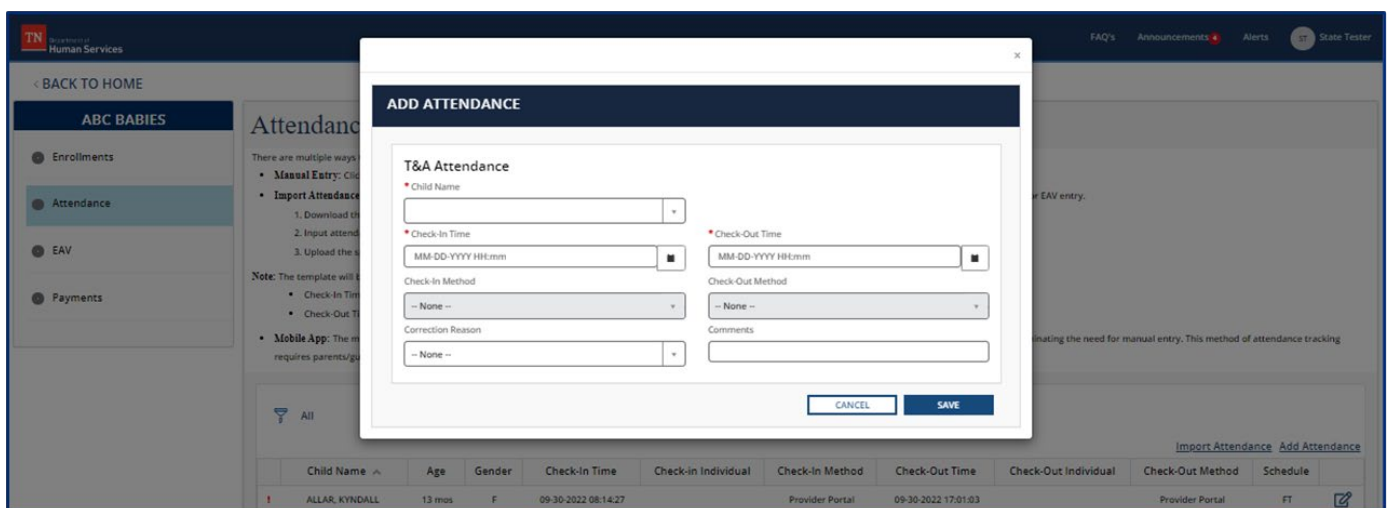 TN Department of
Human Services
FAQ's Announcements 4 Alerts ST State Tester
×
< BACK TO HOME
ABC BABIES
Enrollments
Attendance
EAV
Payments
Attendanc
There are multiple ways
• Manual Entry: Clic
• Import Attendance
r EAV entry.
1. Download th
2. Input attend
3. Upload the s
Note: The template will b
• Check-In Tim
• Check-Out Ti
• Mobile App: The m
inating the need for manual entry. This method of attendance tracking
requires parents/gu
ADD ATTENDANCE
T&A Attendance
* Child Name
* Check-In Time * Check-Out Time
MM-DD-YYYY HH:mm MM-DD-YYYY HH:mm
Check-In Method Check-Out Method
-- None -- -- None --
Correction Reason Comments
-- None --
CANCEL SAVE
All
Import Attendance Add Attendance
Child Name Age Gender Check-In Time Check-in Individual Check-In Method Check-Out Time Check-Out Individual Check-Out Method Schedule
! ALLAR, KYNDALL 13 mos F 09-30-2022 08:14:27 Provider Portal 09-30-2022 17:01:03 Provider Portal FT